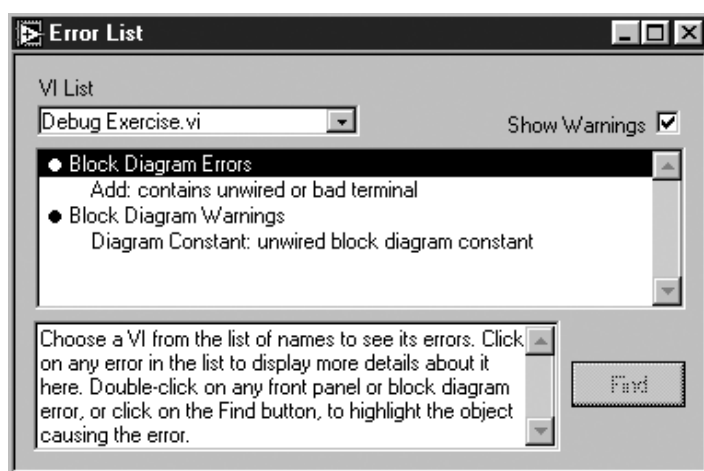 Error List
VI List
Debug Exercise.vi
Show Warnings
Block Diagram Errors
Add: contains unwired or bad terminal
Block Diagram Warnings
Diagram Constant: unwired block diagram constant
Choose a VI from the list of names to see its errors. Click
on any error in the list to display more details about it
here. Double-click on any front panel or block diagram
error, or click on the Find button, to highlight the object
causing the error.
Find